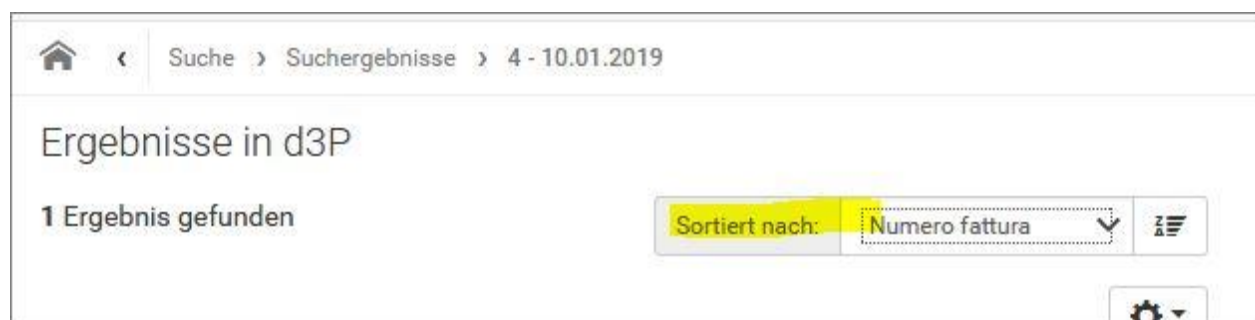 Suche › Suchergebnisse › 4 - 10.01.2019
Ergebnisse in d3P
1 Ergebnis gefunden
Sortiert nach: Numero fattura